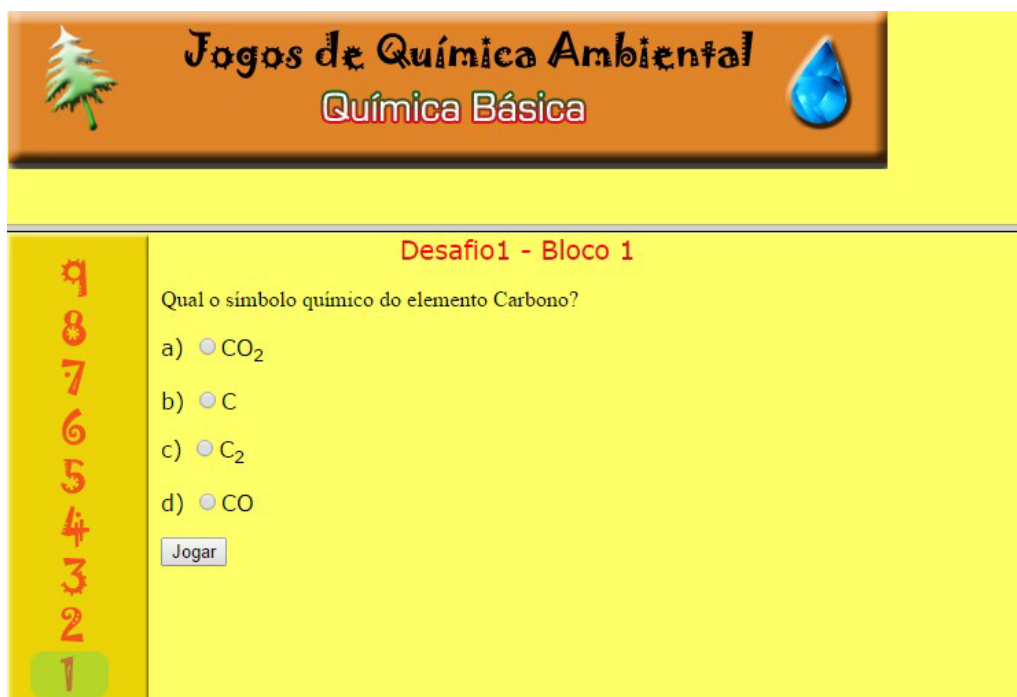 Jogos de Química Ambiental
Química Básica
Desafio1 - Bloco 1
Qual o símbolo químico do elemento Carbono?
a) CO₂
b) C
c) C₂
d) CO
Jogar
9
8
7
6
5
4
3
2
1